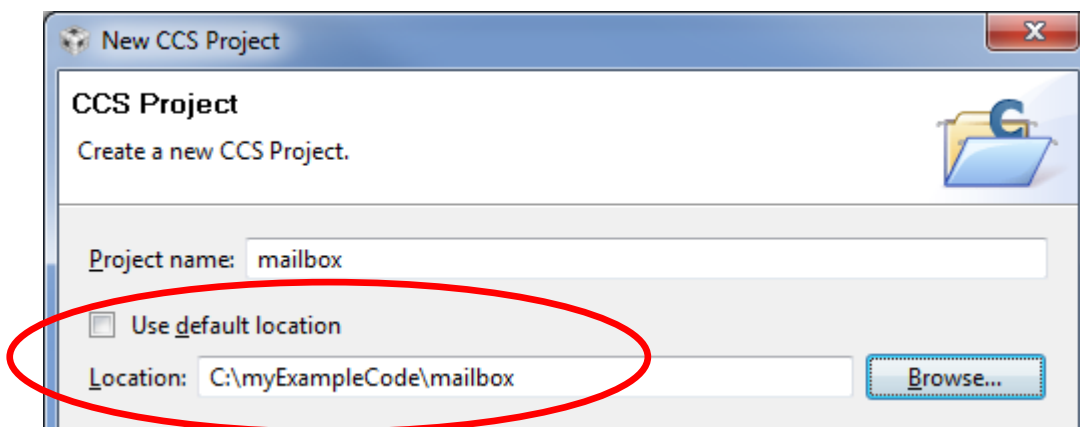 New CCS Project
CCS Project
Create a new CCS Project.
Project name: mailbox
Use default location
Location: C:\myExampleCode\mailbox Browse...